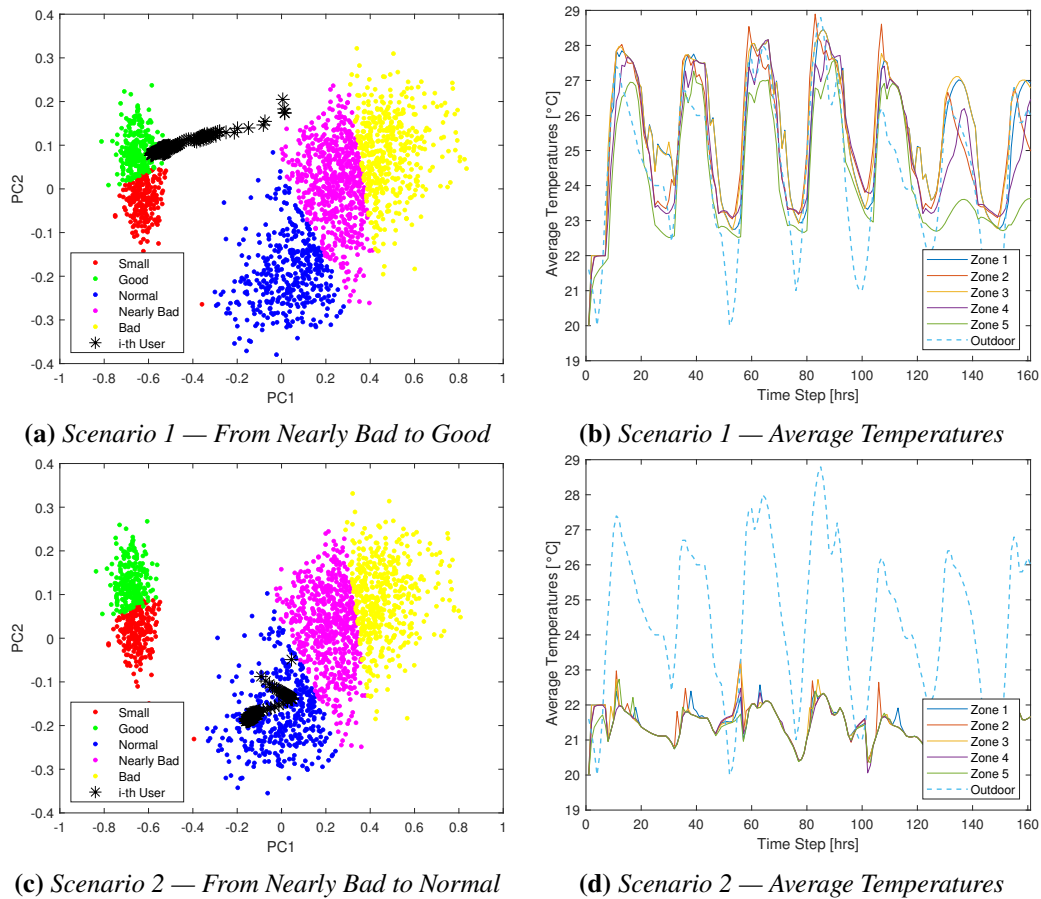 0.4
0.3
0.2
0.1
0
-0.1
-0.2
-0.3
-0.4
PC2
Small
Good
Normal
Nearly Bad
Bad
i-th User
-1 -0.8 -0.6 -0.4 -0.2 0 0.2 0.4 0.6 0.8 1
PC1
29
28
27
26
25
24
23
22
21
20
19
Average Temperatures [°C]
Zone 1
Zone 2
Zone 3
Zone 4
Zone 5
Outdoor
0 20 40 60 80 100 120 140 160
Time Step [hrs]
(a) Scenario 1 — From Nearly Bad to Good
(b) Scenario 1 — Average Temperatures
0.4
0.3
0.2
0.1
0
-0.1
-0.2
-0.3
-0.4
PC2
Small
Good
Normal
Nearly Bad
Bad
i-th User
-1 -0.8 -0.6 -0.4 -0.2 0 0.2 0.4 0.6 0.8 1
PC1
29
28
27
26
25
24
23
22
21
20
19
Average Temperatures [°C]
Zone 1
Zone 2
Zone 3
Zone 4
Zone 5
Outdoor
0 20 40 60 80 100 120 140 160
Time Step [hrs]
(c) Scenario 2 — From Nearly Bad to Normal
(d) Scenario 2 — Average Temperatures